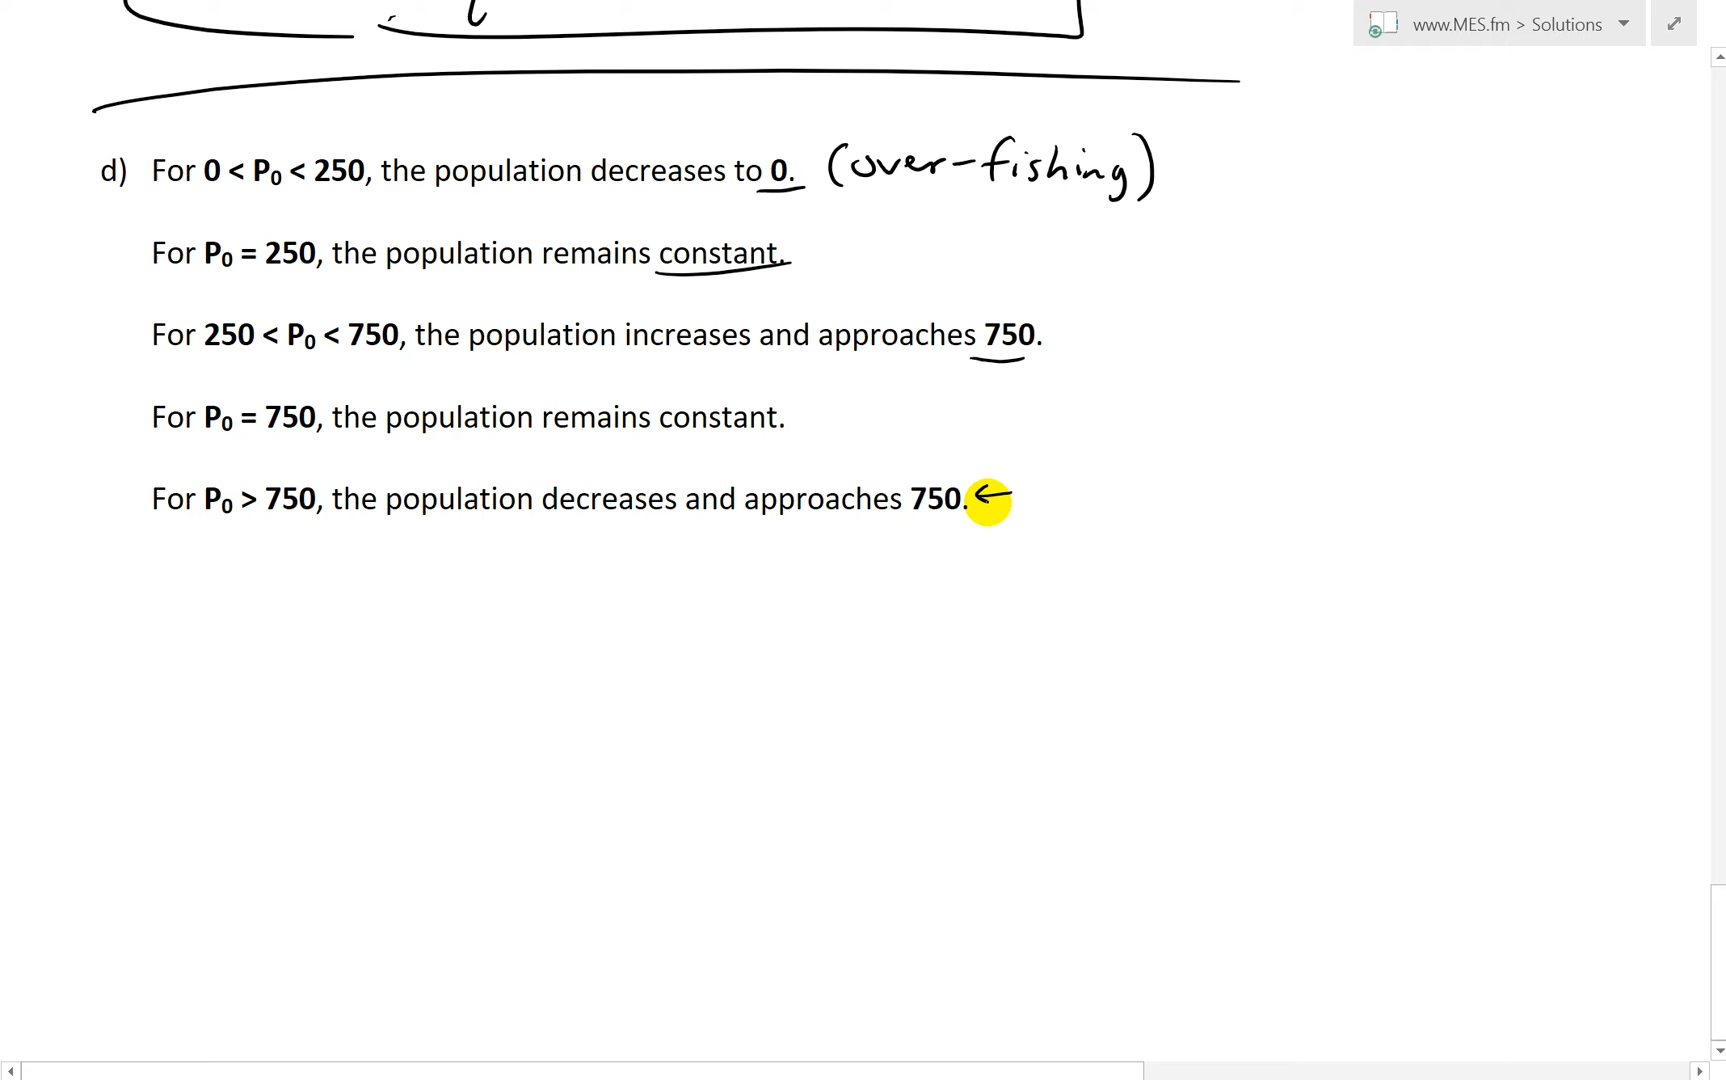 www.MES.fm > Solutions
d) For 0 < P₀ < 250, the population decreases to 0. (over-fishing)
For P₀ = 250, the population remains constant.
For 250 < P₀ < 750, the population increases and approaches 750.
For P₀ = 750, the population remains constant.
For P₀ > 750, the population decreases and approaches 750.←